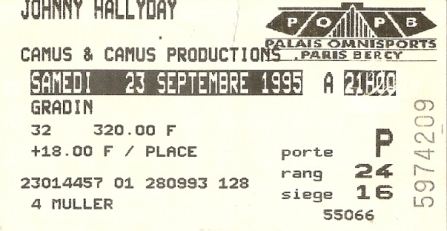 JOHNNY HALLYDAY
P O P B
PALAIS OMNISPORTS
PARIS BERCY
CAMUS & CAMUS PRODUCTIONS
SAMEDI 23 SEPTEMBRE 1995 A 21H00
GRADIN
32 320.00 F
+18.00 F / PLACE
porte P
rang 24
siege 16
23014457 01 280993 128
4 MULLER
55066
5974209